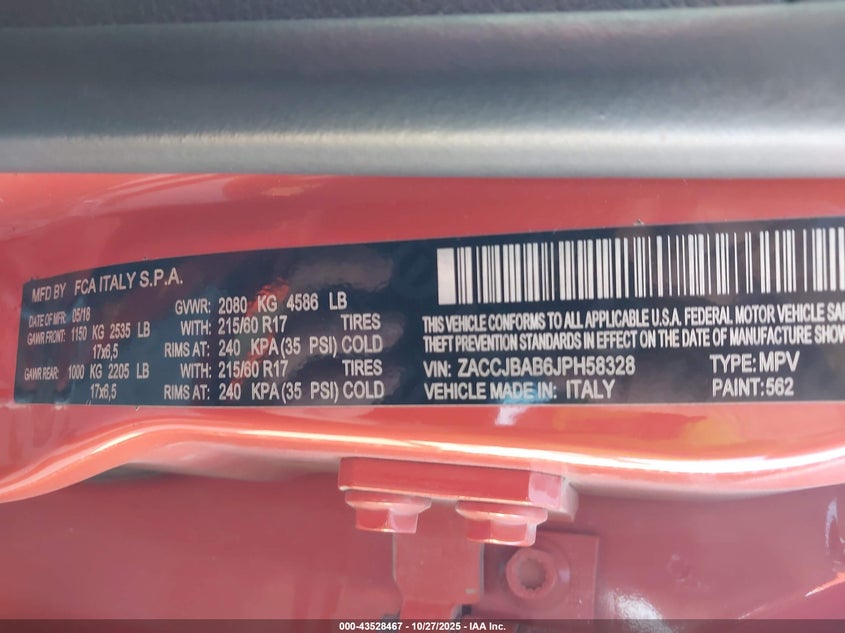 MFD BY FCA ITALY S.P.A.
DATE OF MFR: 05/18 GVWR: 2080 KG 4586 LB
GAWR FRONT: 1150 KG 2535 LB WITH: 215/60 R17 TIRES
17x6,5 RIMS AT: 240 KPA (35 PSI) COLD
GAWR REAR: 1000 KG 2205 LB WITH: 215/60 R17 TIRES
17x6,5 RIMS AT: 240 KPA (35 PSI) COLD
THIS VEHICLE CONFORMS TO ALL APPLICABLE U.S.A. FEDERAL MOTOR VEHICLE
THEFT PREVENTION STANDARDS IN EFFECT ON THE DATE OF MANUFACTURE SHOW
VIN: ZACCJBAB6JPH58328 TYPE: MPV
VEHICLE MADE IN: ITALY PAINT: 562
000-43528467 - 10/27/2025 - IAA Inc.